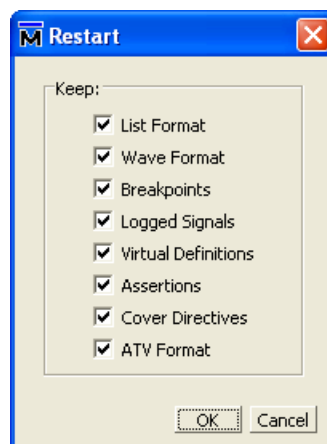 Restart
Keep:
List Format
Wave Format
Breakpoints
Logged Signals
Virtual Definitions
Assertions
Cover Directives
ATV Format
OK Cancel